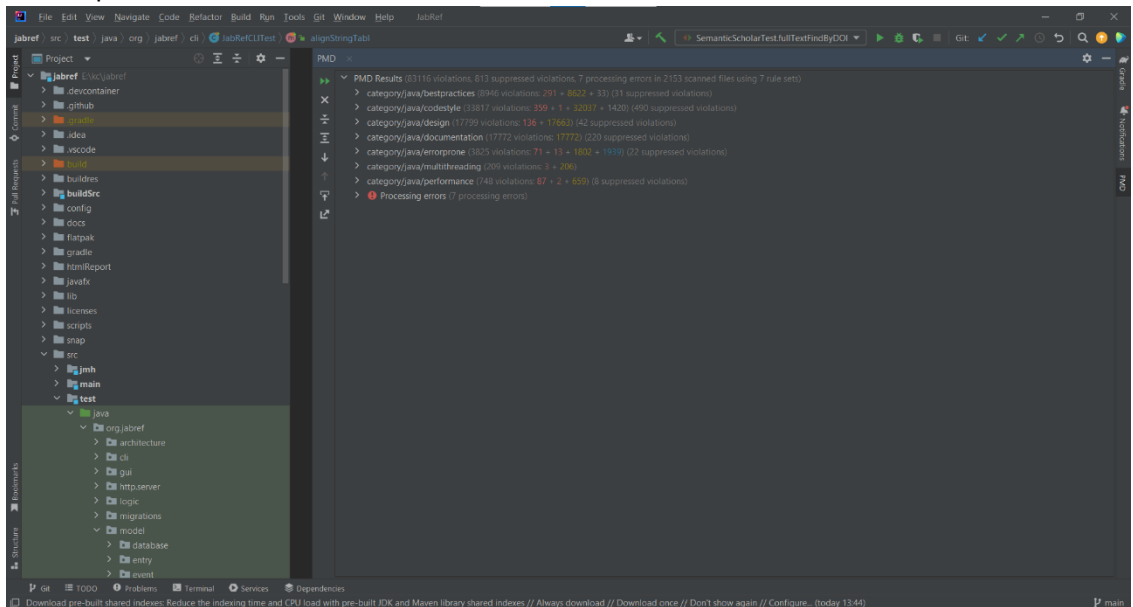 File Edit View Navigate Code Refactor Build Run Tools Git Window Help JabRef
jabref src test java org jabref cli JabRefCLITest alignStringTabl SemanticScholarTest.fullTextFindByDOI Git:
Project
PMD
PMD Results (83116 violations, 813 suppressed violations, 7 processing errors in 2153 scanned files using 7 rule sets)
category/java/bestpractices (8946 violations: 291 + 8622 + 33) (31 suppressed violations)
category/java/codestyle (33817 violations: 359 + 1 + 32037 + 1420) (490 suppressed violations)
category/java/design (17799 violations: 136 + 17663) (42 suppressed violations)
category/java/documentation (17772 violations: 17772) (220 suppressed violations)
category/java/errorprone (3825 violations: 71 + 13 + 1802 + 1939) (22 suppressed violations)
category/java/multithreading (209 violations: 3 + 206)
category/java/performance (748 violations: 87 + 2 + 659) (8 suppressed violations)
Processing errors (7 processing errors)
jabref E:\xc\jabref
.devcontainer
.github
.gradle
.idea
.vscode
build
buildres
buildSrc
config
docs
flatpak
gradle
htmlReport
javafx
lib
licenses
scripts
snap
src
jmh
main
test
java
org.jabref
architecture
cli
gui
http.server
logic
migrations
model
database
entry
event
Project
Commit
Pull Requests
Bookmarks
Structure
Gradle
Notifications
PMD
Git TODO Problems Terminal Services Dependencies
Download pre-built shared indexes: Reduce the indexing time and CPU load with pre-built JDK and Maven library shared indexes // Always download // Download once // Don't show again // Configure... (today 13:44) main